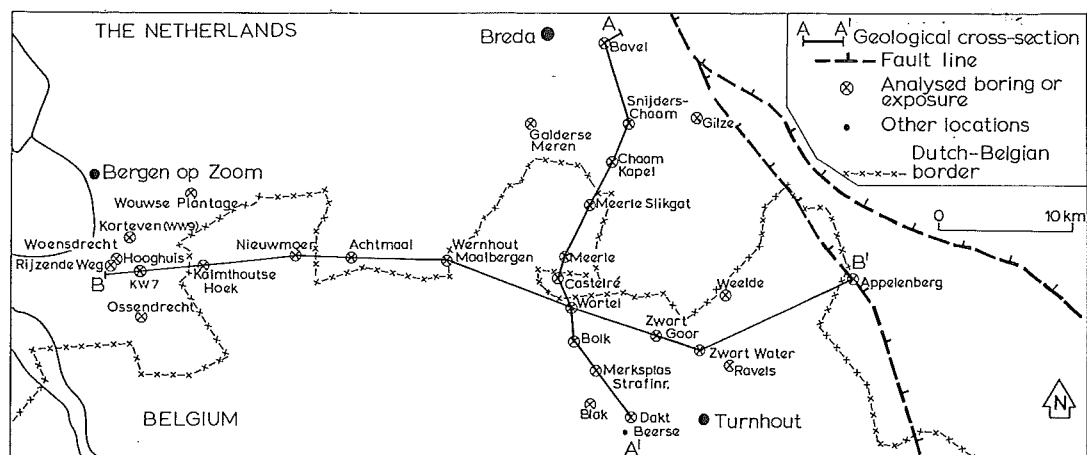 THE NETHERLANDS
Breda
A
Bavel
A A'
Geological cross-section
Fault line
Analysed boring or
exposure
Other locations
Dutch-Belgian
border
0 10 km
N
Snijders-
Chaam
Gilze
Galderse
Meren
Chaam
Kapel
Bergen op Zoom
Wouwse Plantage
Meerle Slikgat
Korteven (WW9)
Woensdrecht
Hooghuis
Rijzende Weg
B
KW7
Kalmthoutse
Hoek
Nieuwmoer
Achtmaal
Wernhout
Maalbergen
Meerle
Castelré
Wortel
Weelde
B'
Appelenberg
Ossendrecht
Bolk
Zwart
Goor
Zwart Water
Ravels
Merksplas
Strafinr.
Blak
Dakt
Beerse
A'
Turnhout
BELGIUM